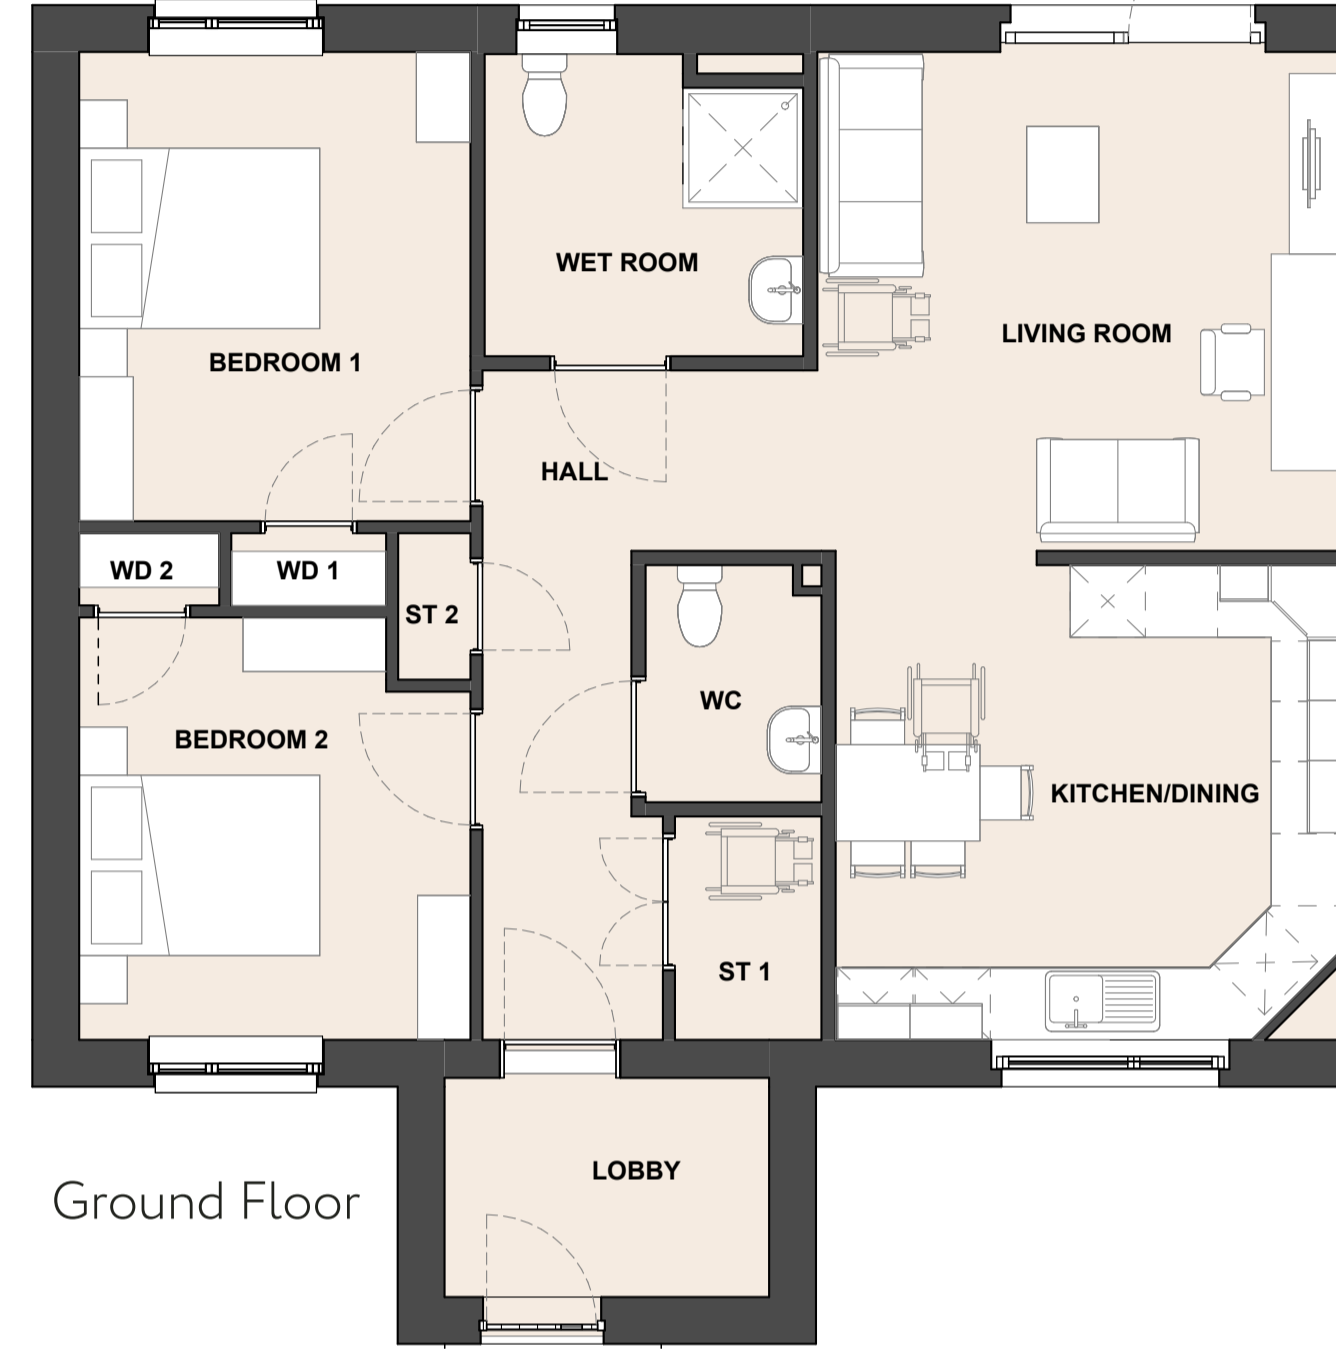 WET ROOM
LIVING ROOM
BEDROOM 1
HALL
WD 2
WD 1
ST 2
WC
BEDROOM 2
KITCHEN/DINING
ST 1
LOBBY
Ground Floor